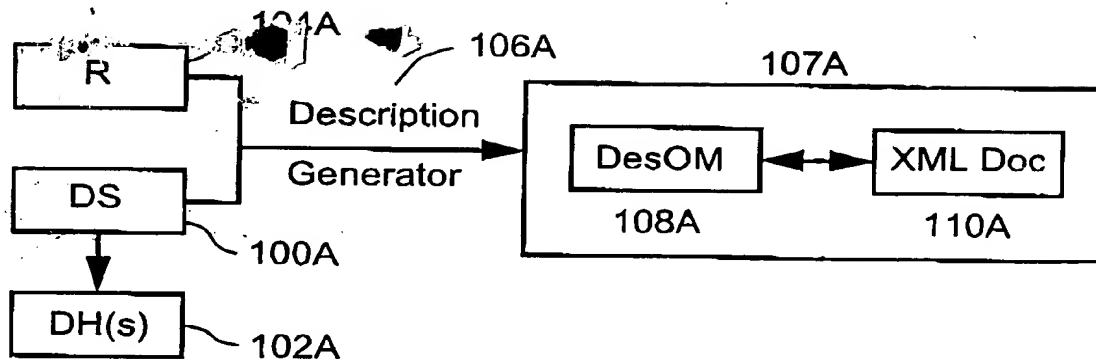 R
106A
107A
Description
Generator
DesOM
XML Doc
108A
110A
DS
100A
DH(s)
102A